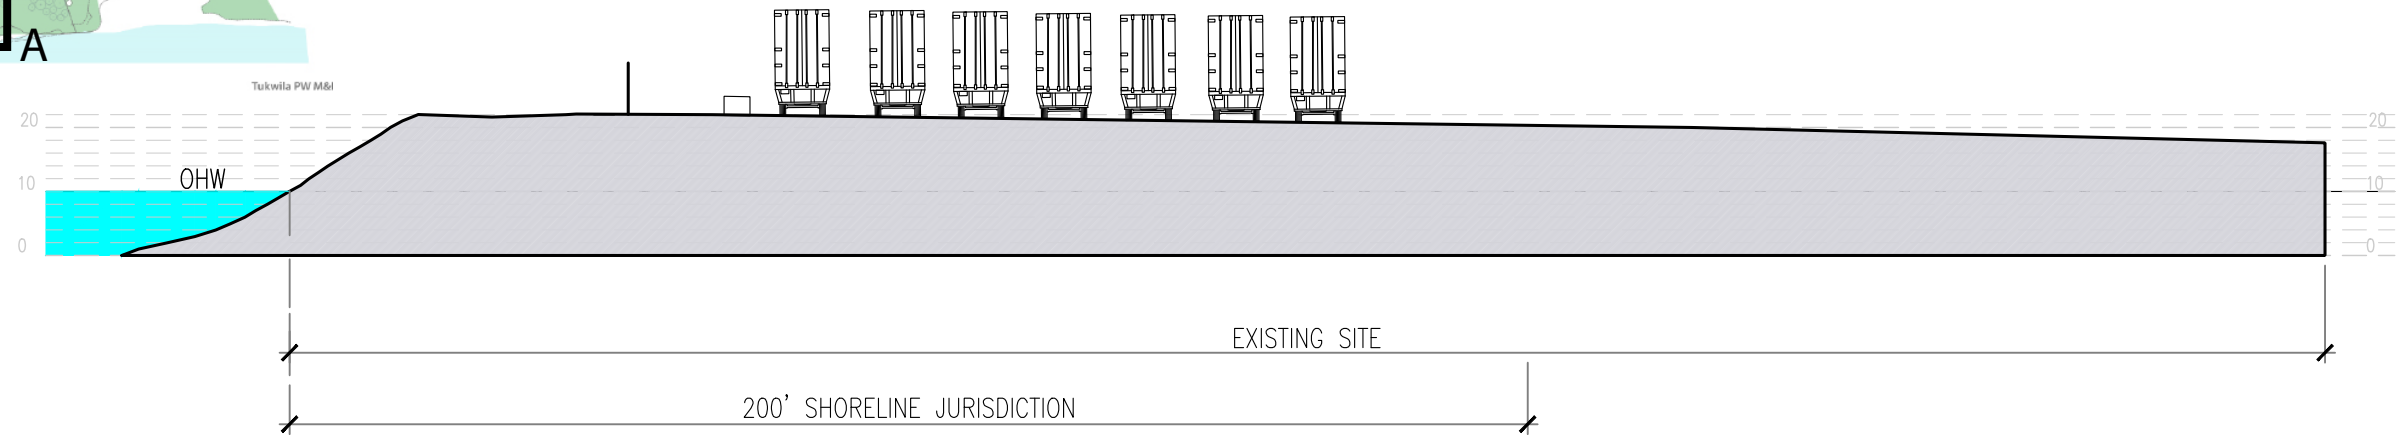 A
Tukwila PW M&I
20
20
OHW
10
10
0
0
EXISTING SITE
200' SHORELINE JURISDICTION